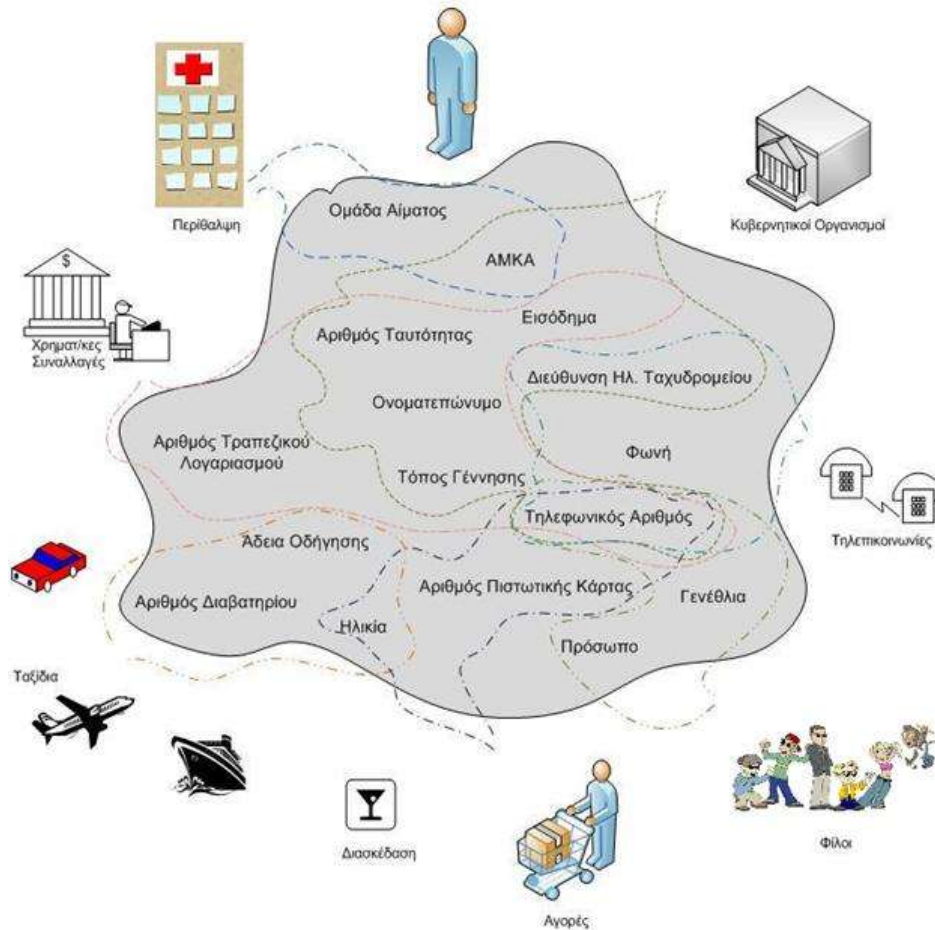 Ομάδα Αίματος
Περίθαλψη
Κυβερνητικοί Οργανισμοί
ΑΜΚΑ
$
Εισόδημα
Αριθμός Ταυτότητας
Χρηματ/κες
Συναλλαγές
Διεύθυνση Ηλ. Ταχυδρομείου
Ονοματεπώνυμο
Αριθμός Τραπεζικού
Λογαριασμού
Φωνή
Τόπος Γέννησης
Τηλεφωνικός Αριθμός
Τηλεπικοινωνίες
Άδεια Οδήγησης
Αριθμός Πιστωτικής Κάρτας
Γενέθλια
Αριθμός Διαβατηρίου
Ηλικία
Πρόσωπο
Ταξίδια
Φίλοι
Διασκέδαση
Αγορές